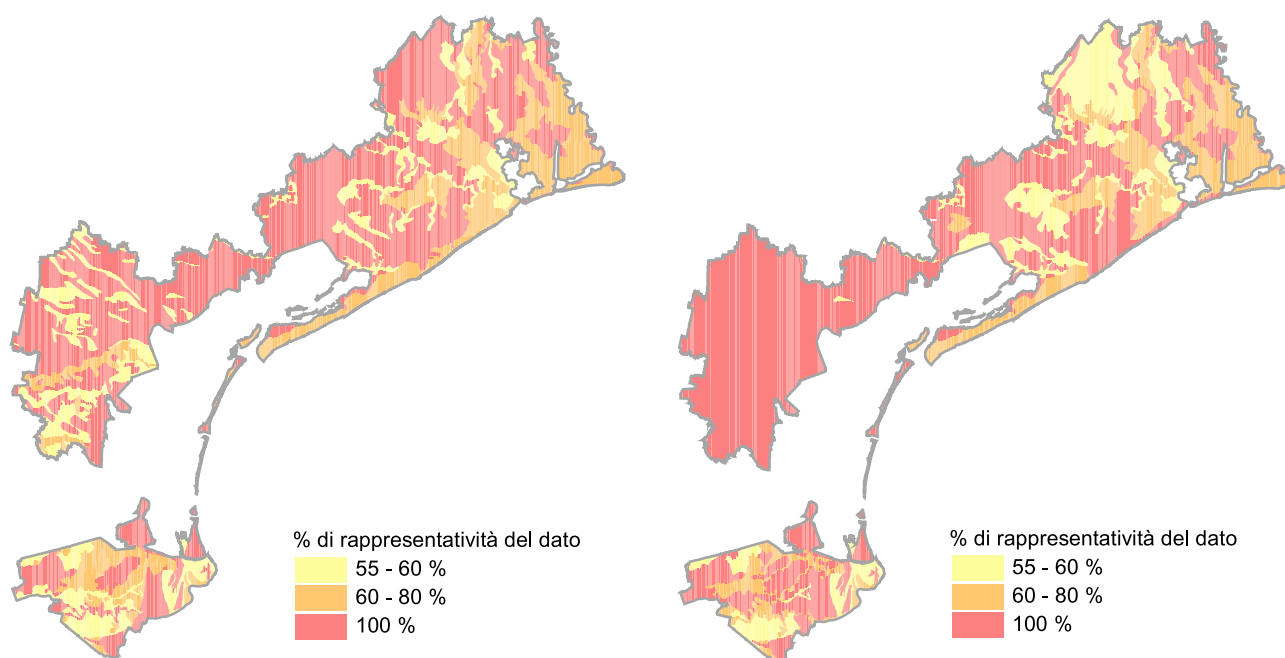 % di rappresentatività del dato
55 - 60 %
60 - 80 %
100 %
% di rappresentatività del dato
55 - 60 %
60 - 80 %
100 %